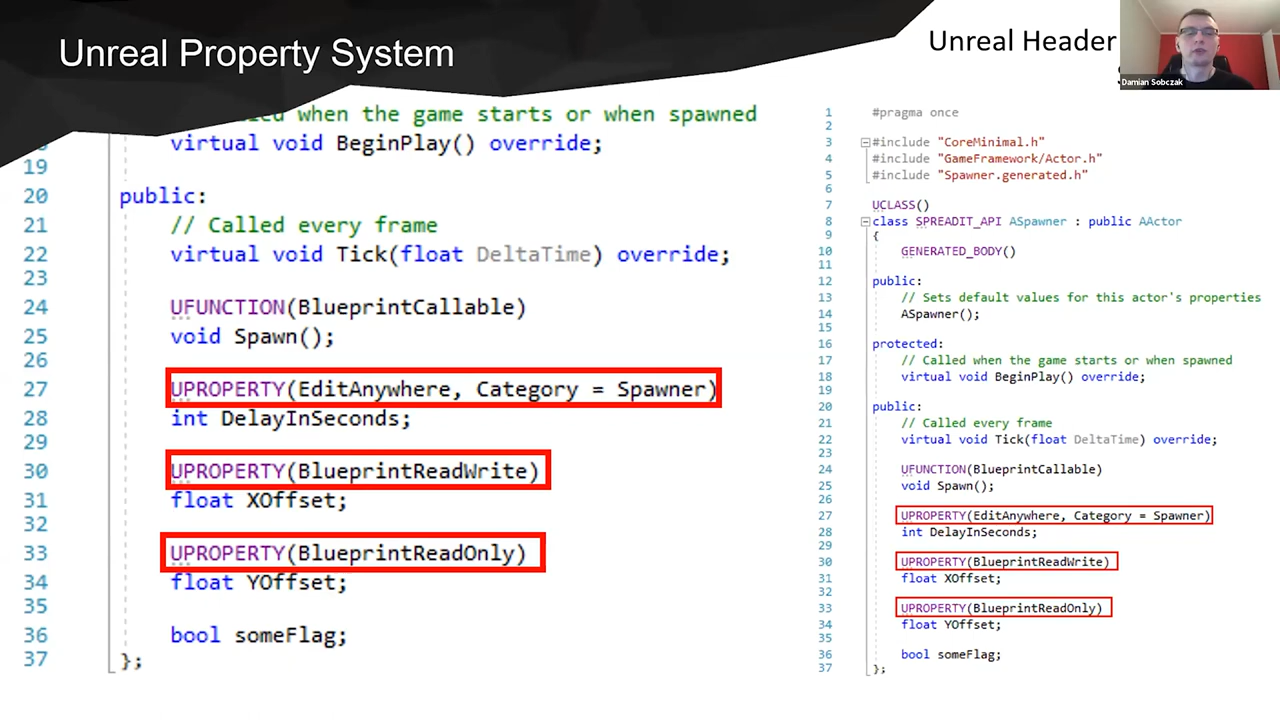 Unreal Property System
Unreal Header
Damian Sobczak
when the game starts or when spawned
virtual void BeginPlay() override;
19
20 public:
21 // Called every frame
22 virtual void Tick(float DeltaTime) override;
23
24 UFUNCTION(BlueprintCallable)
25 void Spawn();
26
27 UPROPERTY(EditAnywhere, Category = Spawner)
28 int DelayInSeconds;
29
30 UPROPERTY(BlueprintReadWrite)
31 float XOffset;
32
33 UPROPERTY(BlueprintReadOnly)
34 float YOffset;
35
36 bool someFlag;
37 };
1 #pragma once
2
3 #include "CoreMinimal.h"
4 #include "GameFramework/Actor.h"
5 #include "Spawner.generated.h"
6
7 UCLASS()
8 class SPREADIT_API ASpawner : public AActor
9 {
10 GENERATED_BODY()
11
12 public:
13 // Sets default values for this actor's properties
14 ASpawner();
15
16 protected:
17 // Called when the game starts or when spawned
18 virtual void BeginPlay() override;
19
20 public:
21 // Called every frame
22 virtual void Tick(float DeltaTime) override;
23
24 UFUNCTION(BlueprintCallable)
25 void Spawn();
26
27 UPROPERTY(EditAnywhere, Category = Spawner)
28 int DelayInSeconds;
29
30 UPROPERTY(BlueprintReadWrite)
31 float XOffset;
32
33 UPROPERTY(BlueprintReadOnly)
34 float YOffset;
35
36 bool someFlag;
37 };